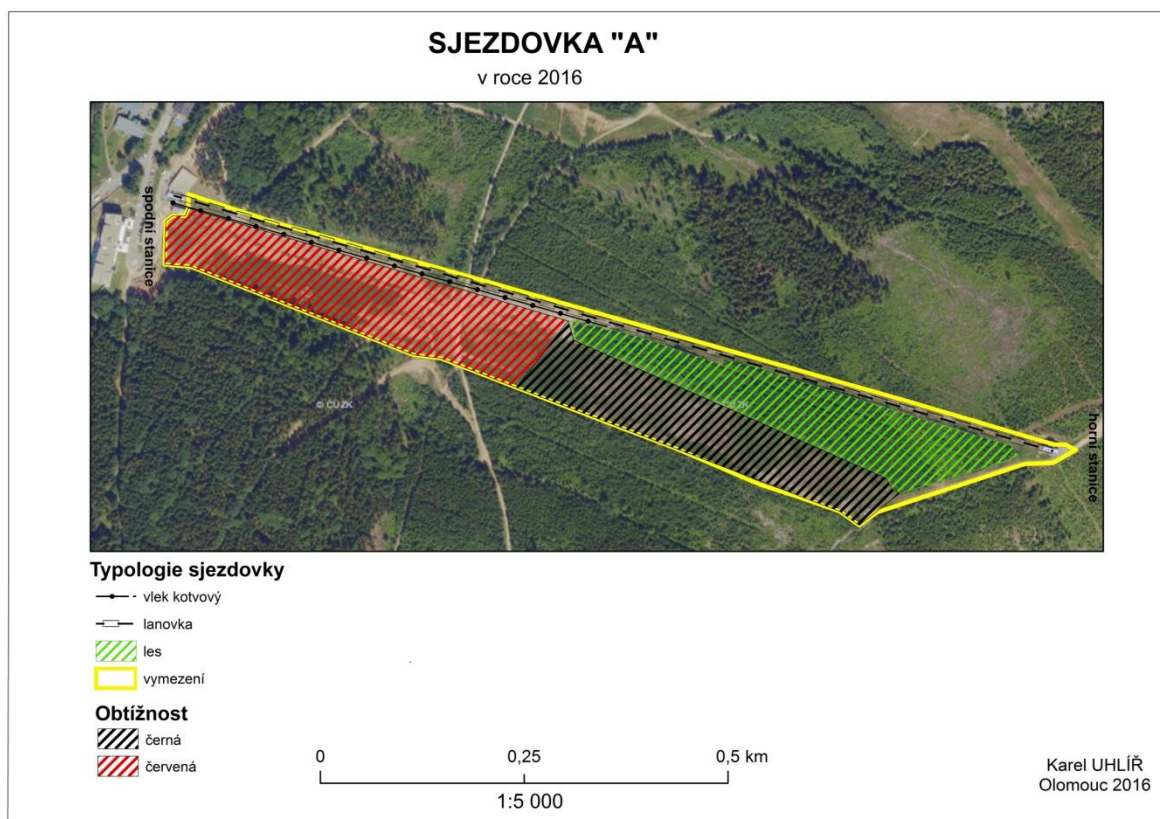 SJEZDOVKA "A"
v roce 2016
spodní stanice
© ČÚZK
ČÚZK
horní stanice
Typologie sjezdovky
vlek kotvový
lanovka
les
vymezení
Obtížnost
černá
červená
0 0,25 0,5 km
1:5 000
Karel UHLÍŘ
Olomouc 2016